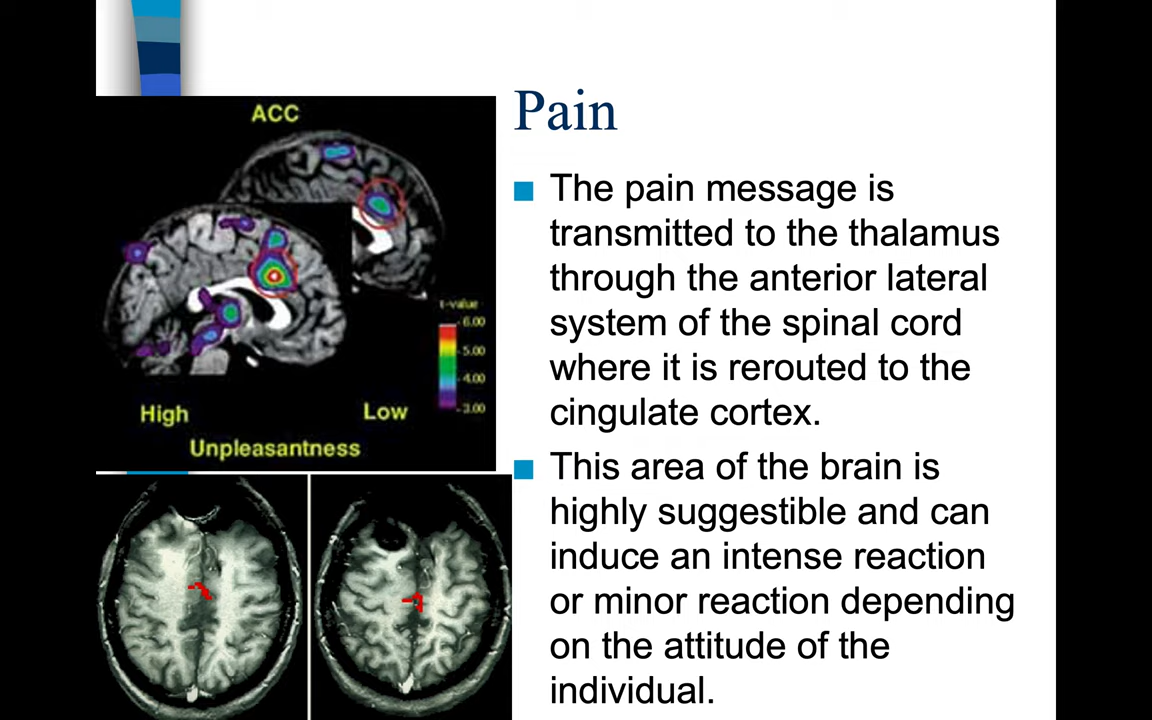 ACC
t-value
6.00
5.00
4.00
3.00
High
Low
Unpleasantness
Pain
The pain message is
transmitted to the thalamus
through the anterior lateral
system of the spinal cord
where it is rerouted to the
cingulate cortex.
This area of the brain is
highly suggestible and can
induce an intense reaction
or minor reaction depending
on the attitude of the
individual.